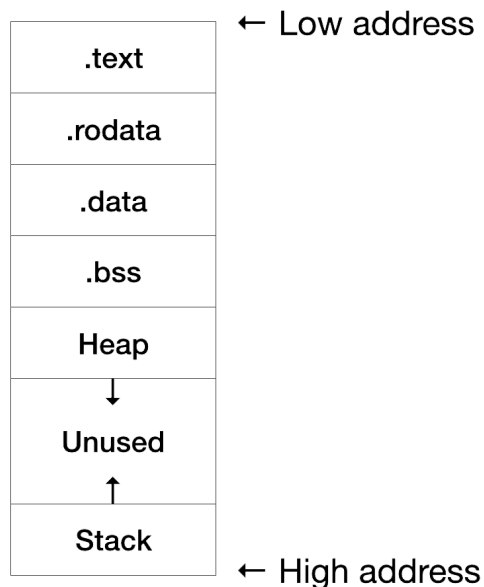 ← Low address
.text
.rodata
.data
.bss
Heap
↓
Unused
↑
Stack
← High address